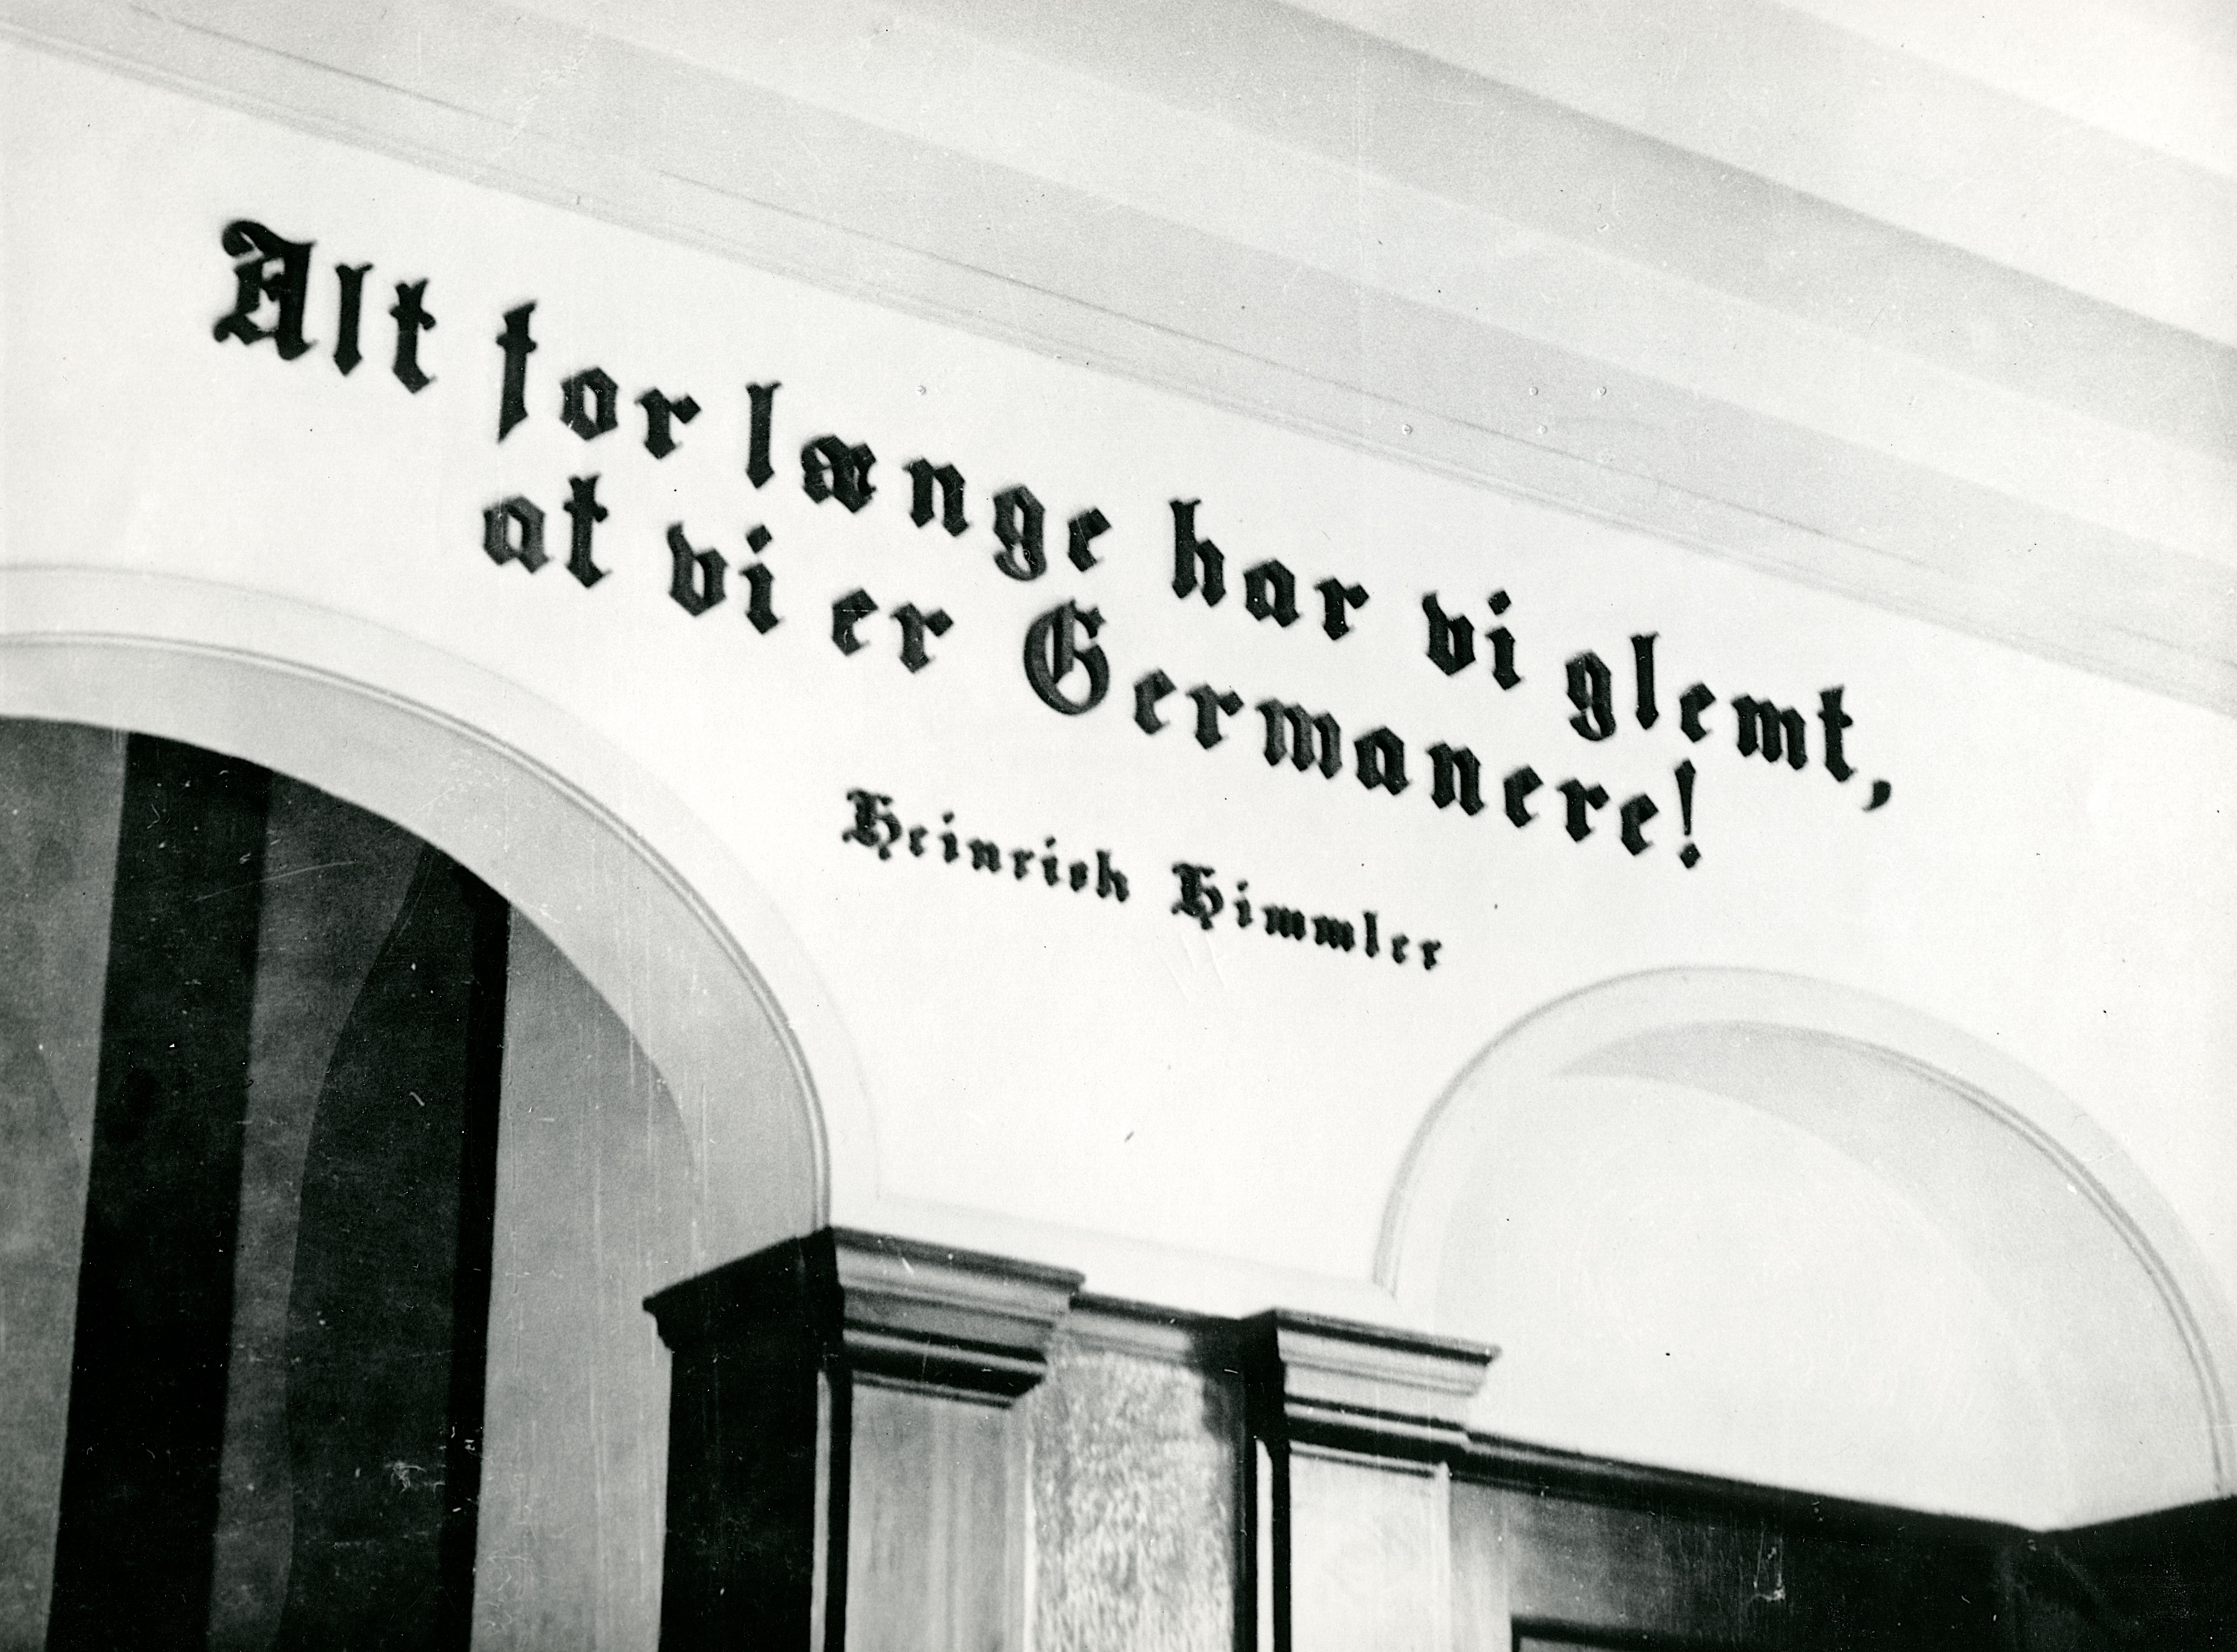 Alt for længe har vi glemt,
at vi er Germanere!
Heinrich Himmler